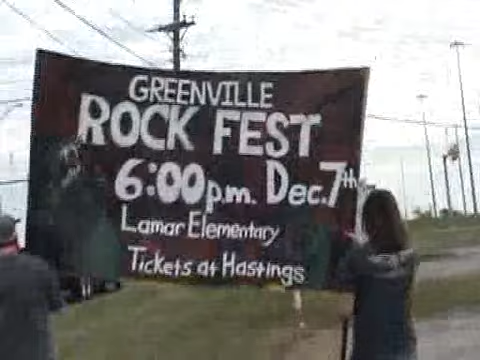 GREENVILLE
ROCK FEST
6:00 p.m. Dec. 7th
Lamar Elementary
Tickets at Hastings